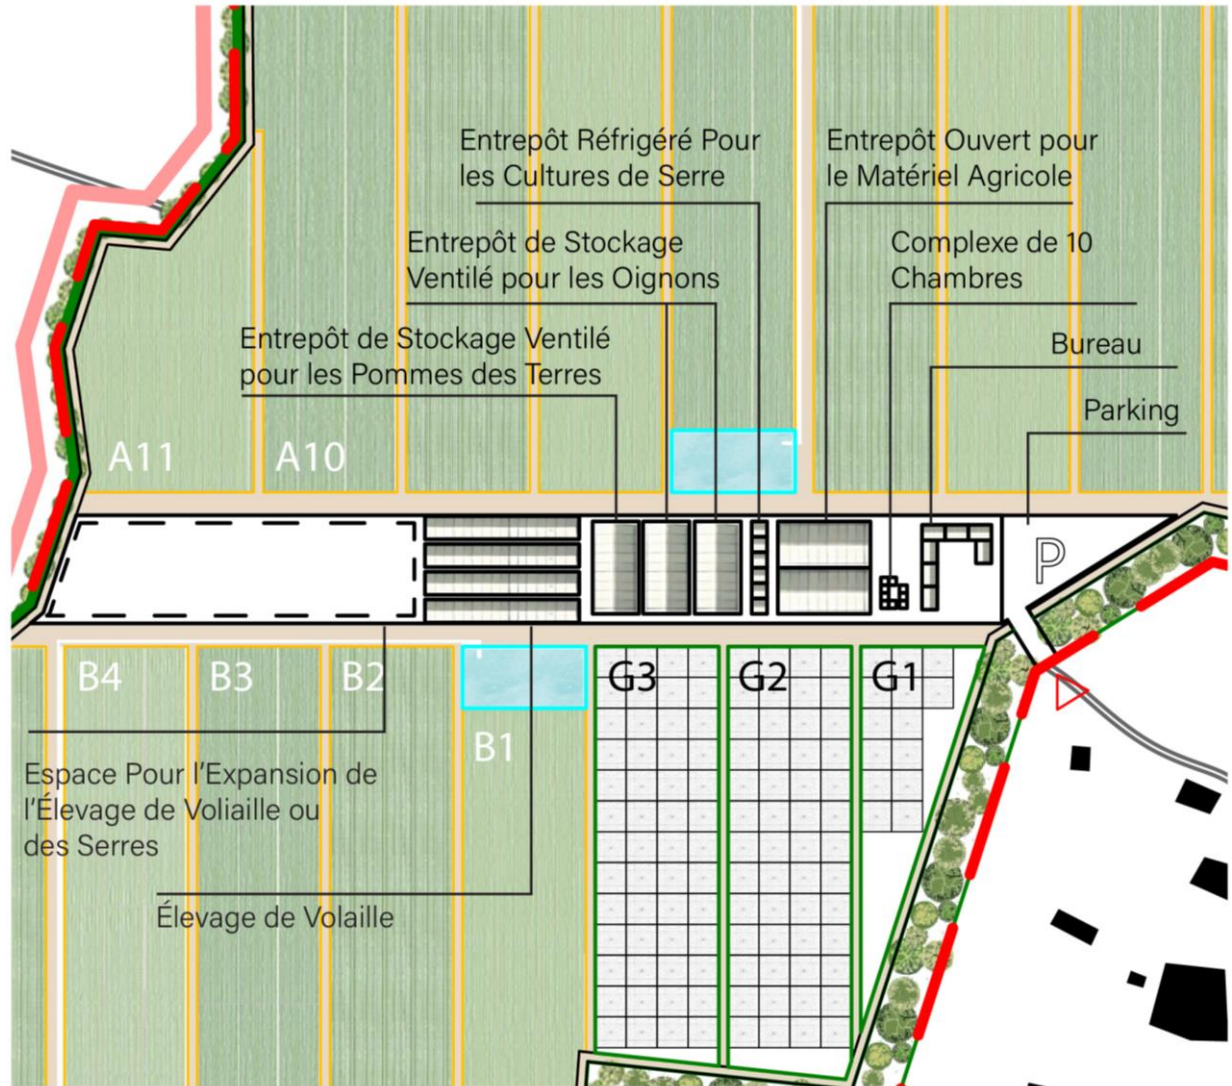 Entrepôt Réfrigéré Pour
les Cultures de Serre
Entrepôt Ouvert pour
le Matériel Agricole
Entrepôt de Stockage
Ventilé pour les Oignons
Complexe de 10
Chambres
Entrepôt de Stockage Ventilé
pour les Pommes des Terres
Bureau
Parking
A11
A10
P
B4
B3
B2
G3
G2
G1
B1
Espace Pour l'Expansion de
l'Élevage de Voliaille ou
des Serres
Élevage de Volaille